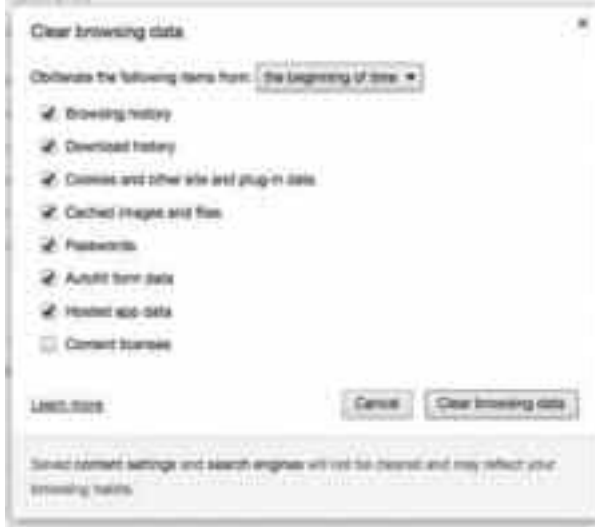 Clear browsing data
Obliterate the following items from: the beginning of time
Browsing history
Download history
Cookies and other site and plug-in data
Cached images and files
Passwords
Autofill form data
Hosted app data
Content licenses
Learn more
Cancel
Clear browsing data
Saved content settings and search engines will not be cleared and may reflect your
browsing habits.